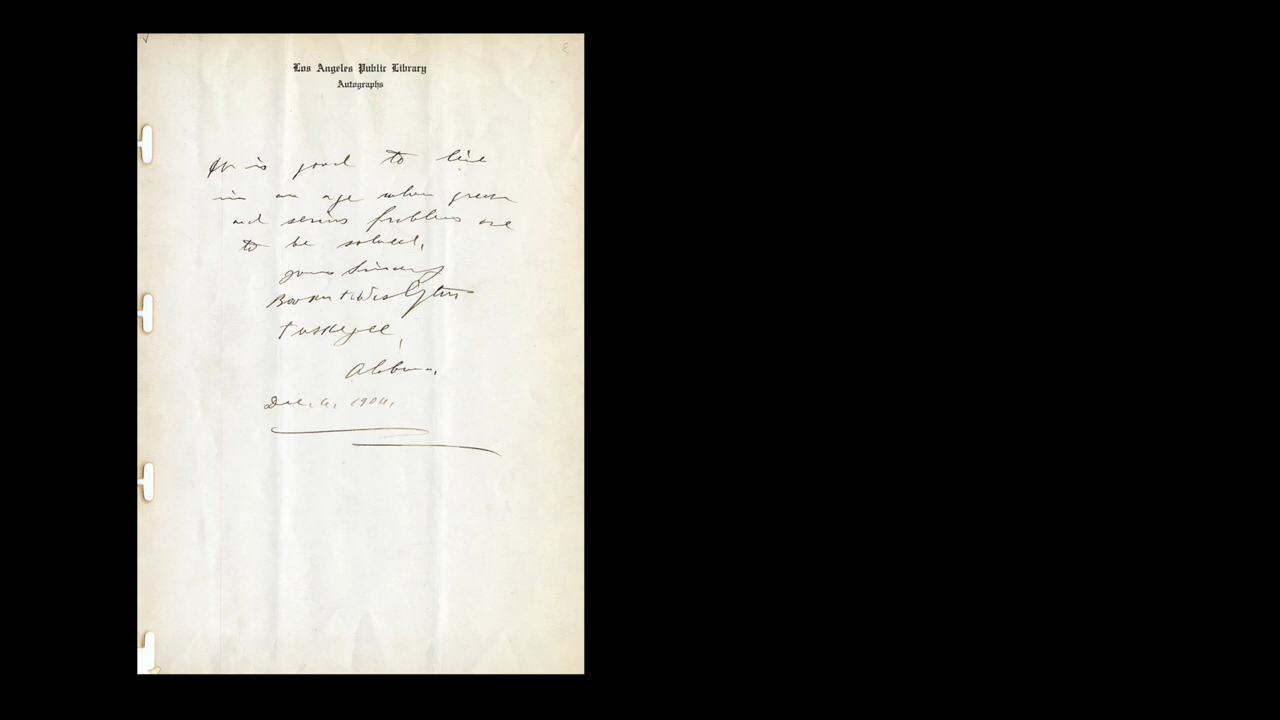 Los Angeles Public Library
Autographs
It is good to live
in an age when great
and serious problems are
to be solved.
Yours Sincerely
Booker T Washington
Tuskegee,
Alabama.
Dec. 6, 1906.